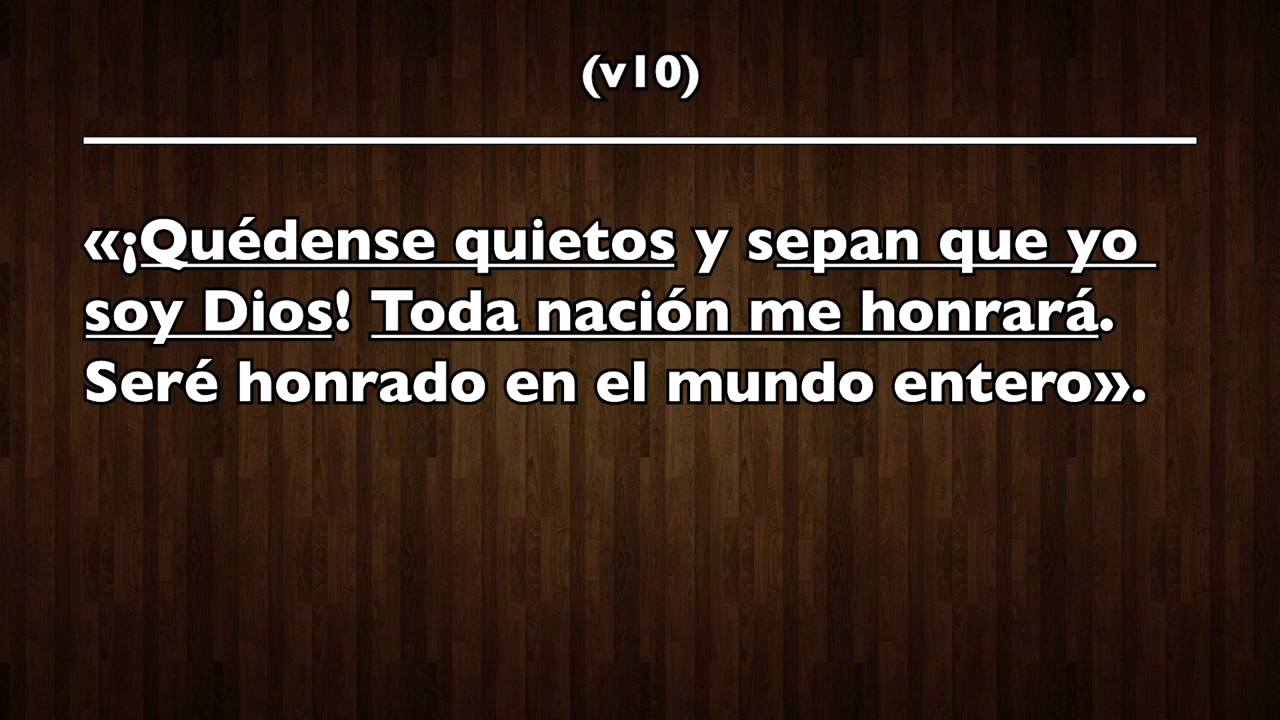 (v10)
«¡Quédense quietos y sepan que yo
soy Dios! Toda nación me honrará.
Seré honrado en el mundo entero».